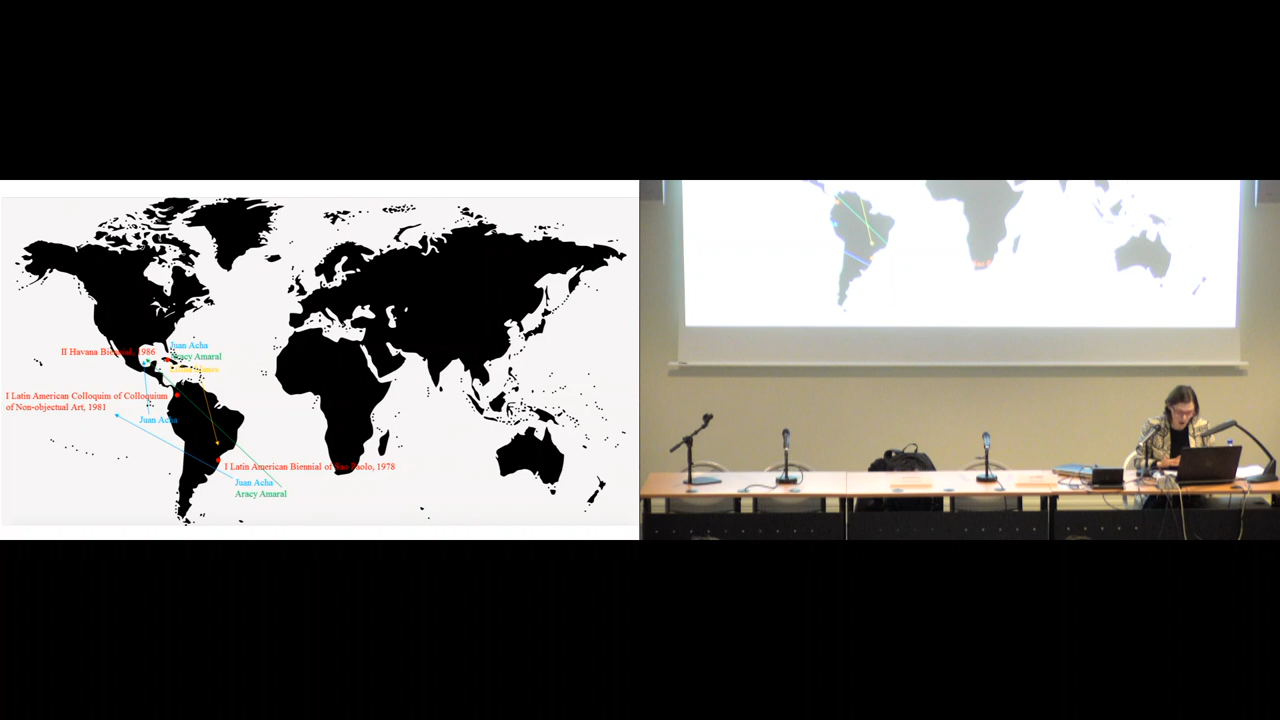 Juan Acha
II Havana Biennial, 1986
Aracy Amaral
I Latin American Colloquim of Colloquium
of Non-objectual Art, 1981
Juan Acha
I Latin American Biennial of Sao Paolo, 1978
Juan Acha
Aracy Amaral